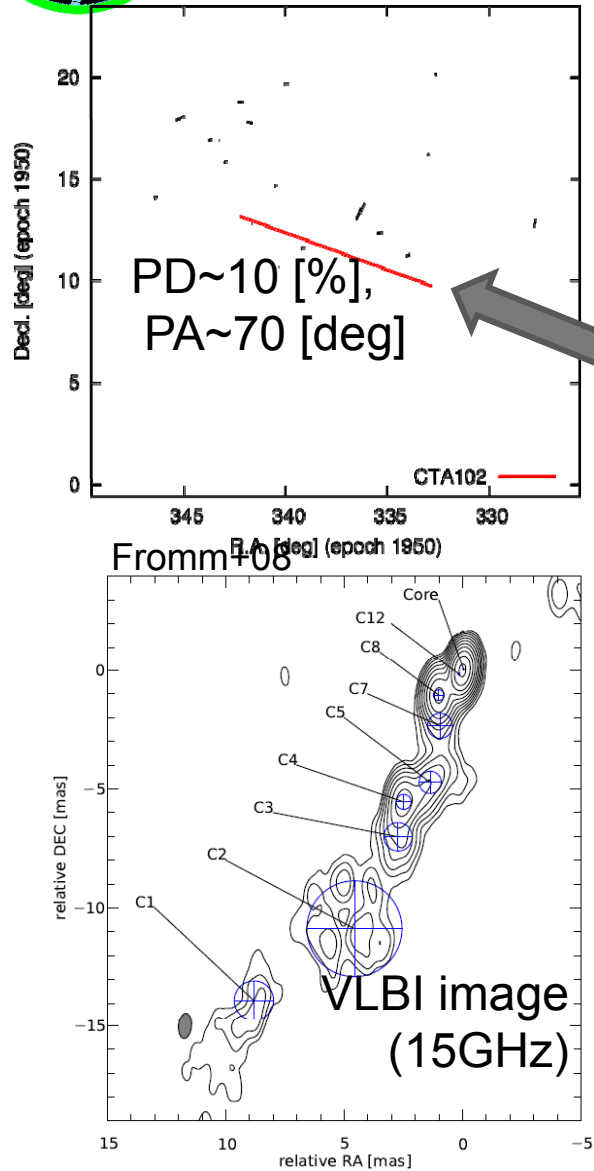 20
15
10
5
0
Decl. [deg] (epoch 1950)
PD~10 [%],
PA~70 [deg]
CTA102
345 340 335 330
R.A. [deg] (epoch 1950)
Fromm+08
Core
C12
C8
C7
C5
C4
C3
C2
C1
0
−5
−10
−15
relative DEC [mas]
VLBI image
(15GHz)
15 10 5 0 −5
relative RA [mas]